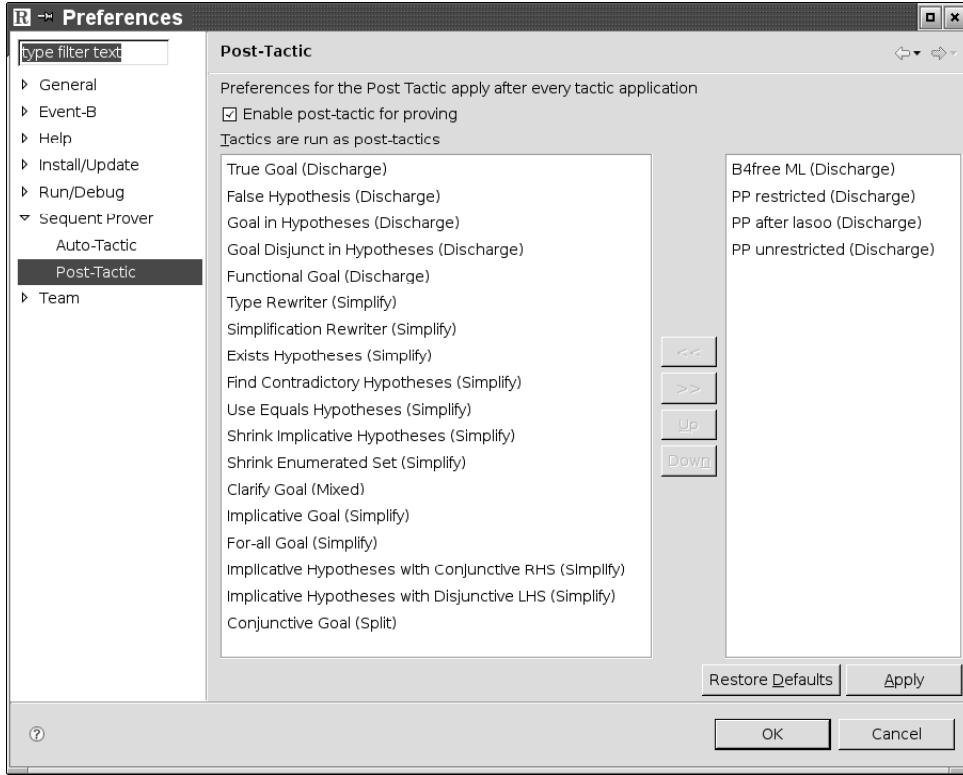 R Preferences
type filter text
General
Event-B
Help
Install/Update
Run/Debug
Sequent Prover
Auto-Tactic
Post-Tactic
Team
Post-Tactic
Preferences for the Post Tactic apply after every tactic application
Enable post-tactic for proving
Tactics are run as post-tactics
True Goal (Discharge)
False Hypothesis (Discharge)
Goal in Hypotheses (Discharge)
Goal Disjunct in Hypotheses (Discharge)
Functional Goal (Discharge)
Type Rewriter (Simplify)
Simplification Rewriter (Simplify)
Exists Hypotheses (Simplify)
Find Contradictory Hypotheses (Simplify)
Use Equals Hypotheses (Simplify)
Shrink Implicative Hypotheses (Simplify)
Shrink Enumerated Set (Simplify)
Clarify Goal (Mixed)
Implicative Goal (Simplify)
For-all Goal (Simplify)
Implicative Hypotheses with Conjunctive RHS (Simplify)
Implicative Hypotheses with Disjunctive LHS (Simplify)
Conjunctive Goal (Split)
<<
>>
Up
Down
B4free ML (Discharge)
PP restricted (Discharge)
PP after lasoo (Discharge)
PP unrestricted (Discharge)
Restore Defaults
Apply
?
OK
Cancel